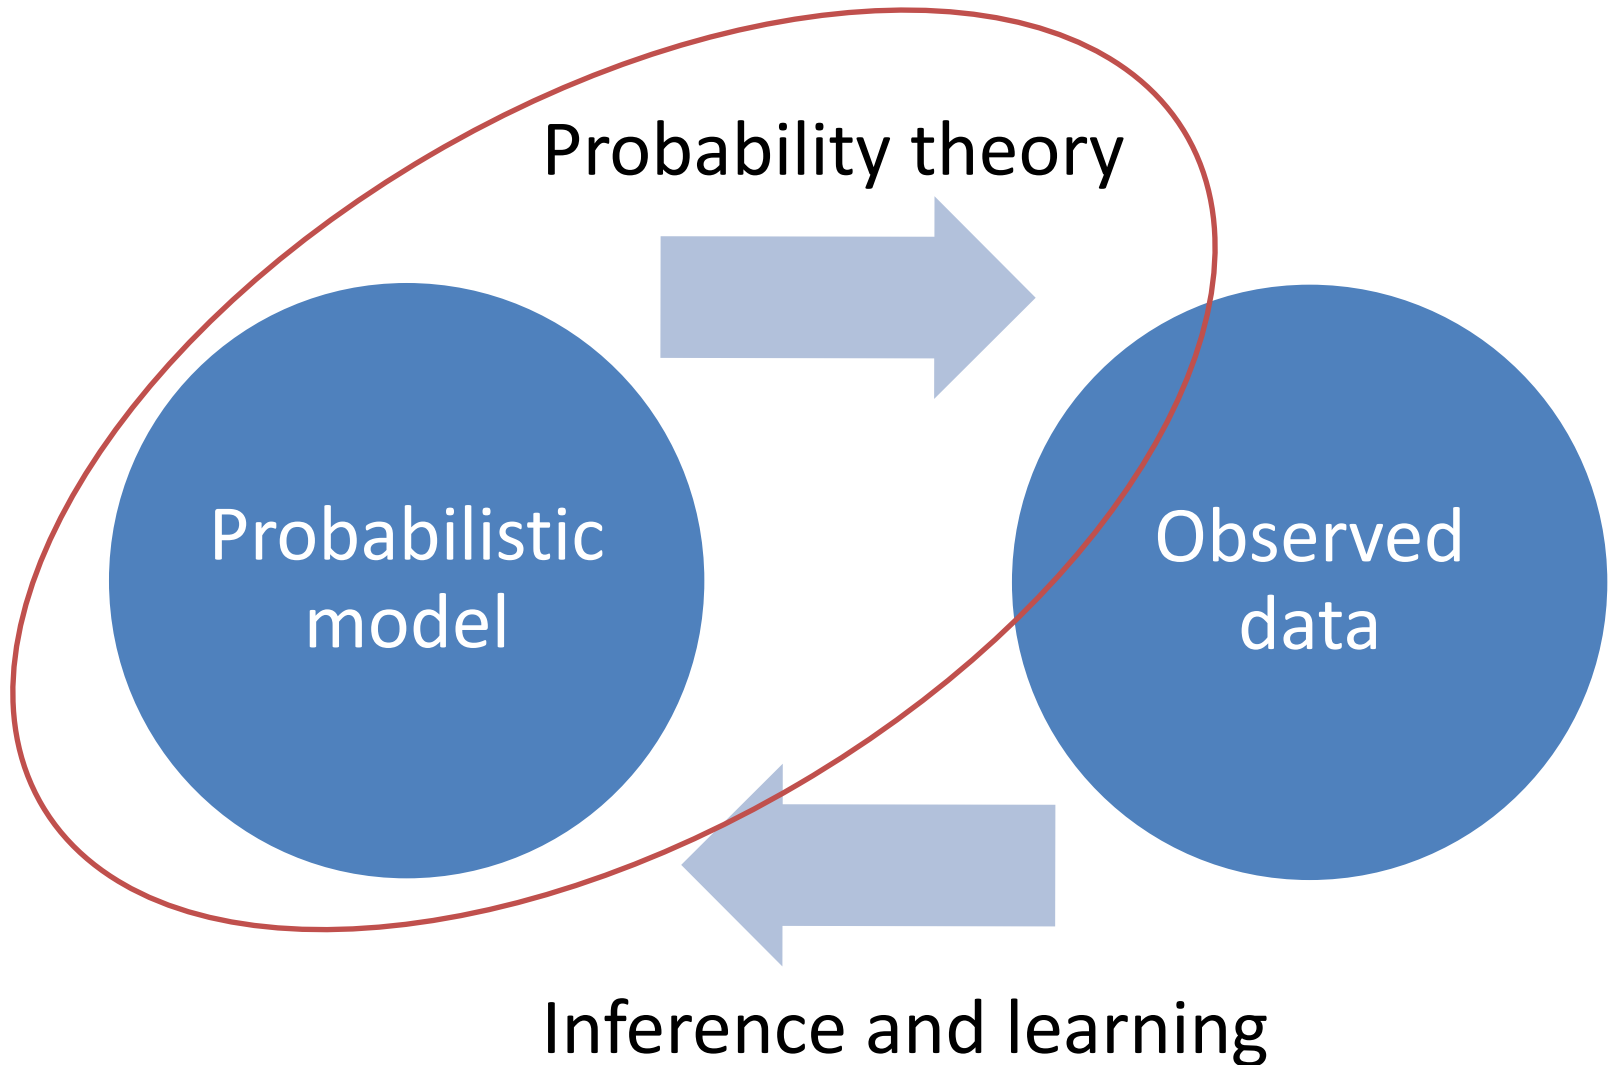 Probability theory
Probabilistic
model
Observed
data
Inference and learning